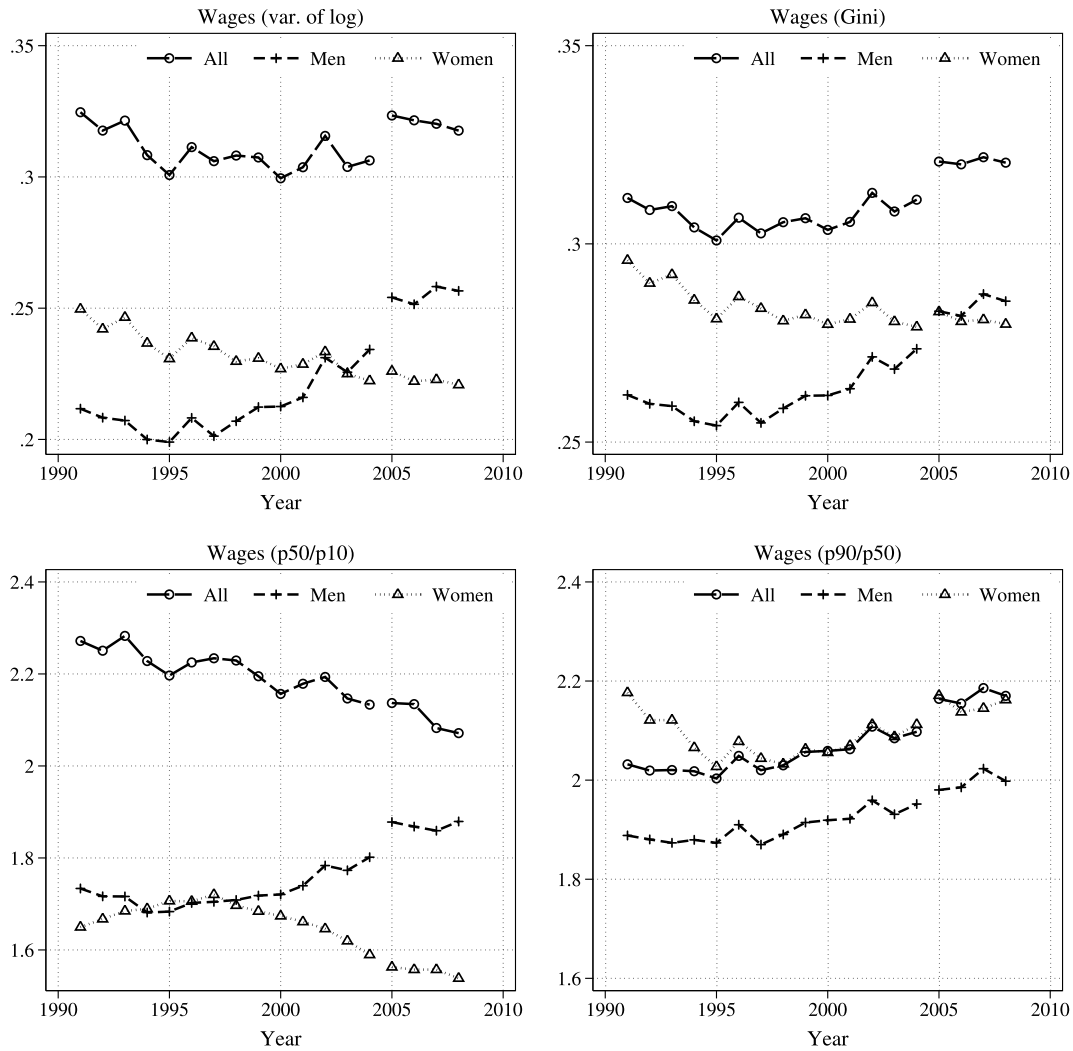 Wages (var. of log)
All Men Women
.35
.3
.25
.2
1990 1995 2000 2005 2010
Year
Wages (Gini)
All Men Women
.35
.3
.25
1990 1995 2000 2005 2010
Year
Wages (p50/p10)
All Men Women
2.4
2.2
2
1.8
1.6
1990 1995 2000 2005 2010
Year
Wages (p90/p50)
All Men Women
2.4
2.2
2
1.8
1.6
1990 1995 2000 2005 2010
Year